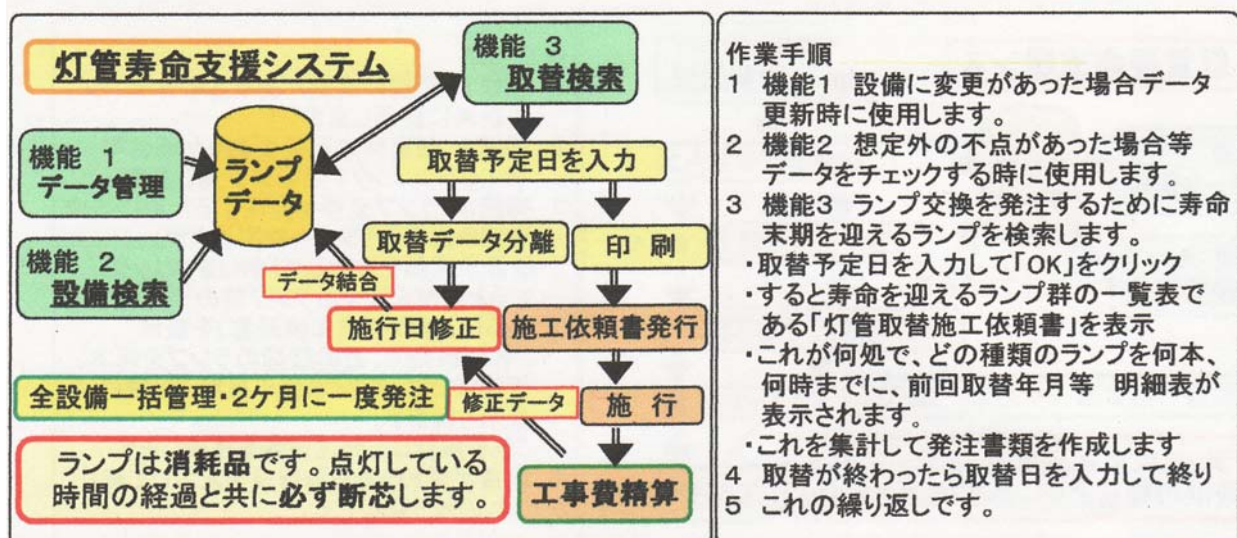 灯管寿命支援システム
機能 3
取替検索
機能 1
データ管理
ランプ
データ
取替予定日を入力
機能 2
設備検索
取替データ分離
印 刷
データ結合
施行日修正
施工依頼書発行
全設備一括管理・2ケ月に一度発注
修正データ
施 行
ランプは消耗品です。点灯している
時間の経過と共に必ず断芯します。
工事費精算
作業手順
1 機能1 設備に変更があった場合データ
更新時に使用します。
2 機能2 想定外の不点があった場合等
データをチェックする時に使用します。
3 機能3 ランプ交換を発注するために寿命
末期を迎えるランプを検索します。
・取替予定日を入力して「OK」をクリック
・すると寿命を迎えるランプ群の一覧表で
ある「灯管取替施工依頼書」を表示
・これが何処で、どの種類のランプを何本、
何時までに、前回取替年月等 明細表が
表示されます。
・これを集計して発注書類を作成します
4 取替が終わったら取替日を入力して終り
5 これの繰り返しです。